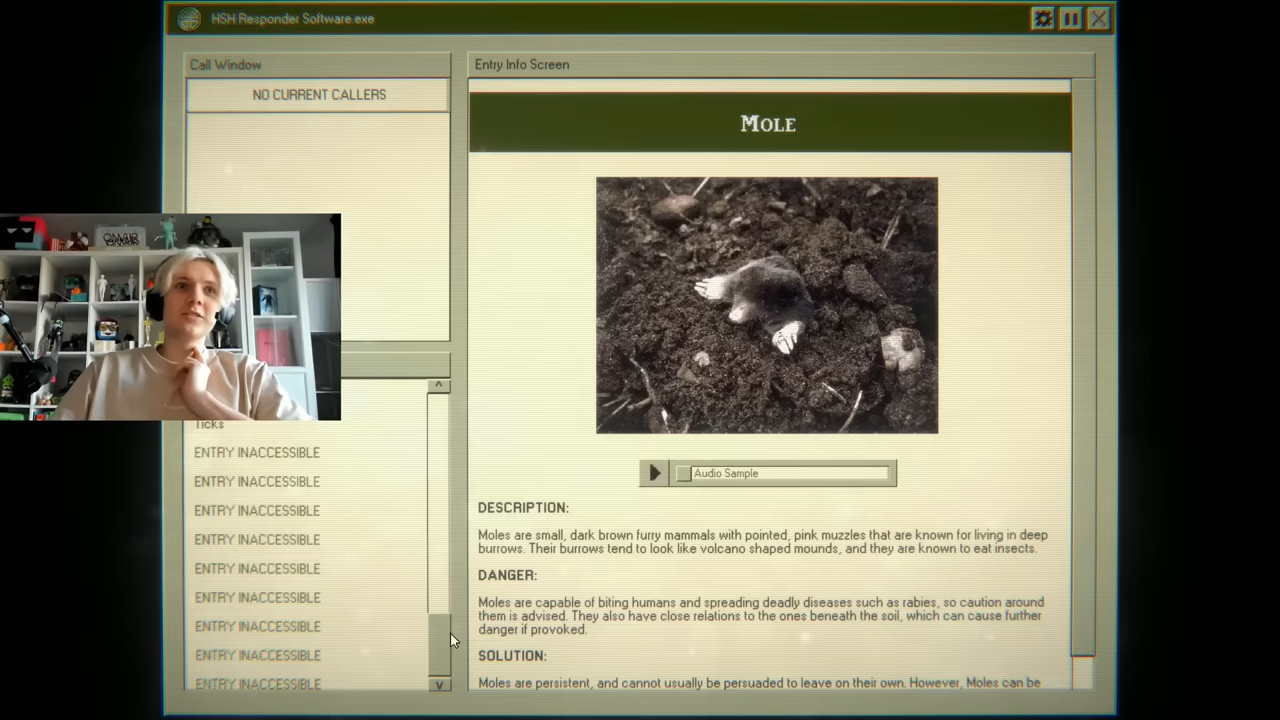 HSH Responder Software.exe
Call Window
NO CURRENT CALLERS
Ticks
ENTRY INACCESSIBLE
ENTRY INACCESSIBLE
ENTRY INACCESSIBLE
ENTRY INACCESSIBLE
ENTRY INACCESSIBLE
ENTRY INACCESSIBLE
ENTRY INACCESSIBLE
ENTRY INACCESSIBLE
ENTRY INACCESSIBLE
Entry Info Screen
MOLE
Audio Sample
DESCRIPTION:
Moles are small, dark brown furry mammals with pointed, pink muzzles that are known for living in deep
burrows. Their burrows tend to look like volcano shaped mounds, and they are known to eat insects.
DANGER:
Moles are capable of biting humans and spreading deadly diseases such as rabies, so caution around
them is advised. They also have close relations to the ones beneath the soil, which can cause further
danger if provoked.
SOLUTION:
Moles are persistent, and cannot usually be persuaded to leave on their own. However, Moles can be